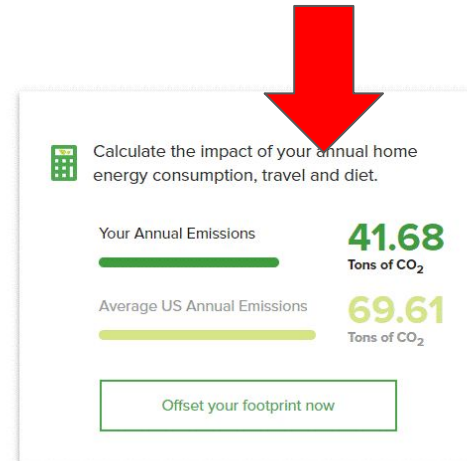 Calculate the impact of your annual home
energy consumption, travel and diet.
Your Annual Emissions
41.68
Tons of CO₂
Average US Annual Emissions
69.61
Tons of CO₂
Offset your footprint now